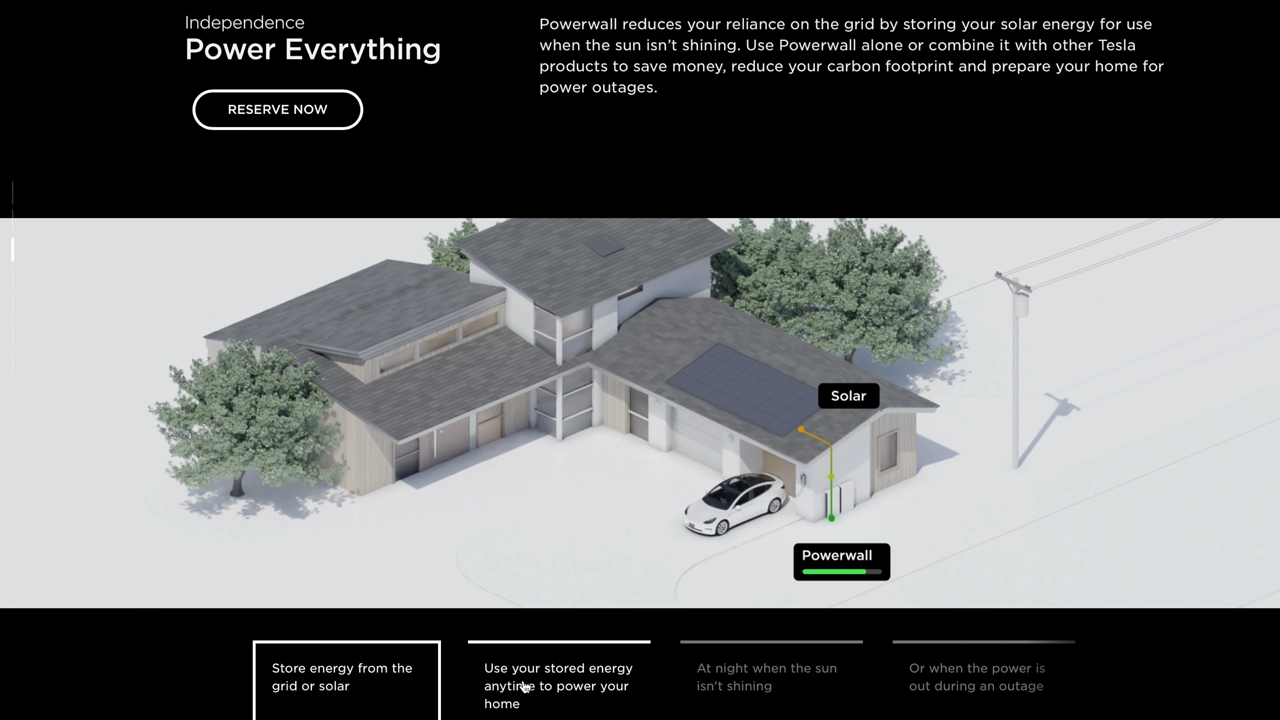 Independence
Power Everything
RESERVE NOW
Powerwall reduces your reliance on the grid by storing your solar energy for use
when the sun isn’t shining. Use Powerwall alone or combine it with other Tesla
products to save money, reduce your carbon footprint and prepare your home for
power outages.
Solar
Powerwall
Store energy from the
grid or solar
Use your stored energy
anytime to power your
home
At night when the sun
isn't shining
Or when the power is
out during an outage